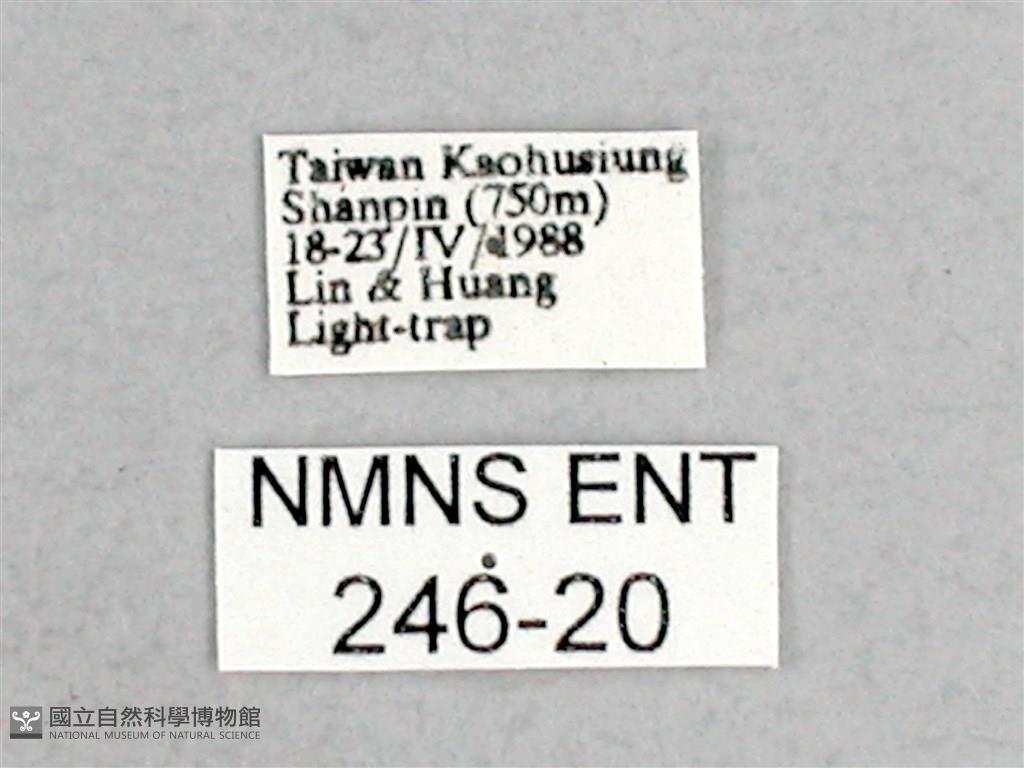 Taiwan Kaohusiung
Shanpin (750m)
18-23/IV/1988
Lin & Huang
Light-trap
NMNS ENT
246-20
國立自然科學博物館
NATIONAL MUSEUM OF NATURAL SCIENCE